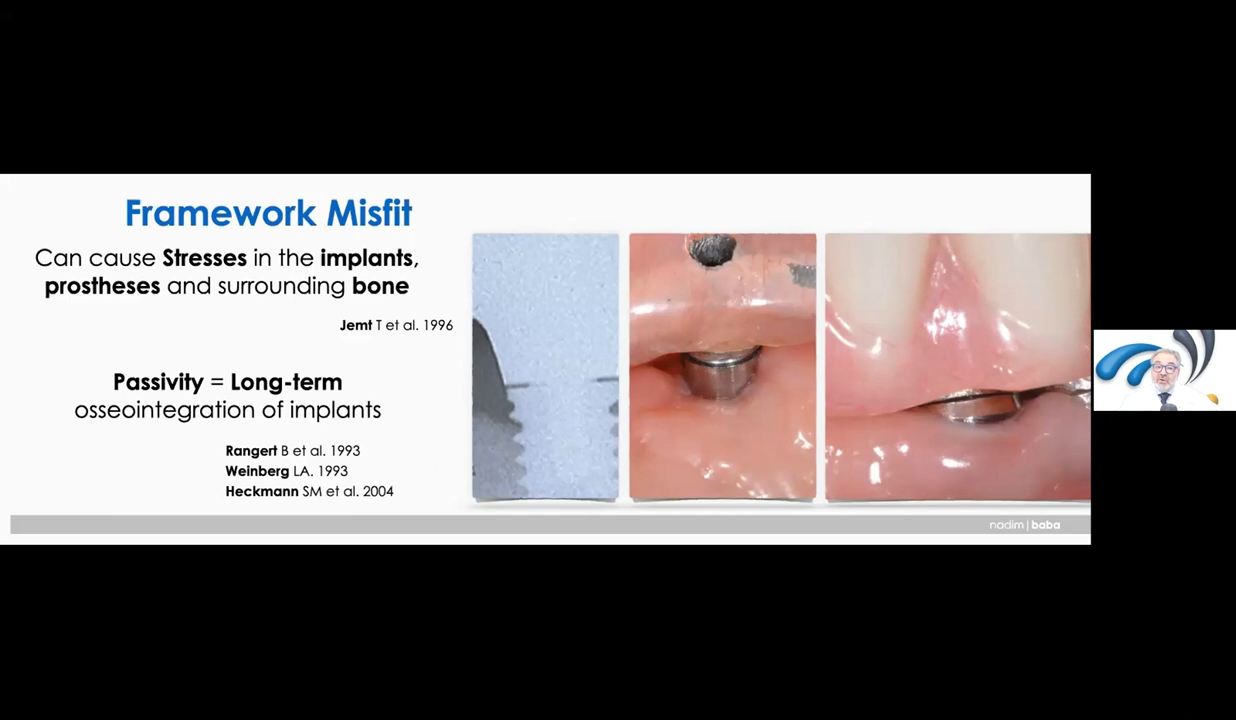 Framework Misfit
Can cause Stresses in the implants,
prostheses and surrounding bone
Jemt T et al. 1996
Passivity = Long-term
osseointegration of implants
Rangert B et al. 1993
Weinberg LA. 1993
Heckmann SM et al. 2004
nadim | baba